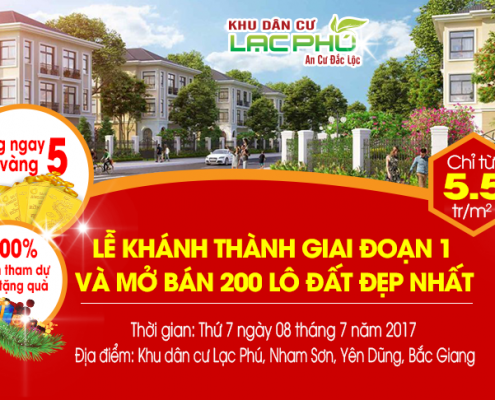 KHU DÂN CƯ
LẠC PHÚ
An Cư Đắc Lộc
ngay
vàng 5
Chỉ từ
5.5
tr/m²
00%
tham dự
tặng quà
LỄ KHÁNH THÀNH GIAI ĐOẠN 1
VÀ MỞ BÁN 200 LÔ ĐẤT ĐẸP NHẤT
Thời gian: Thứ 7 ngày 08 tháng 7 năm 2017
Địa điểm: Khu dân cư Lạc Phú, Nham Sơn, Yên Dũng, Bắc Giang